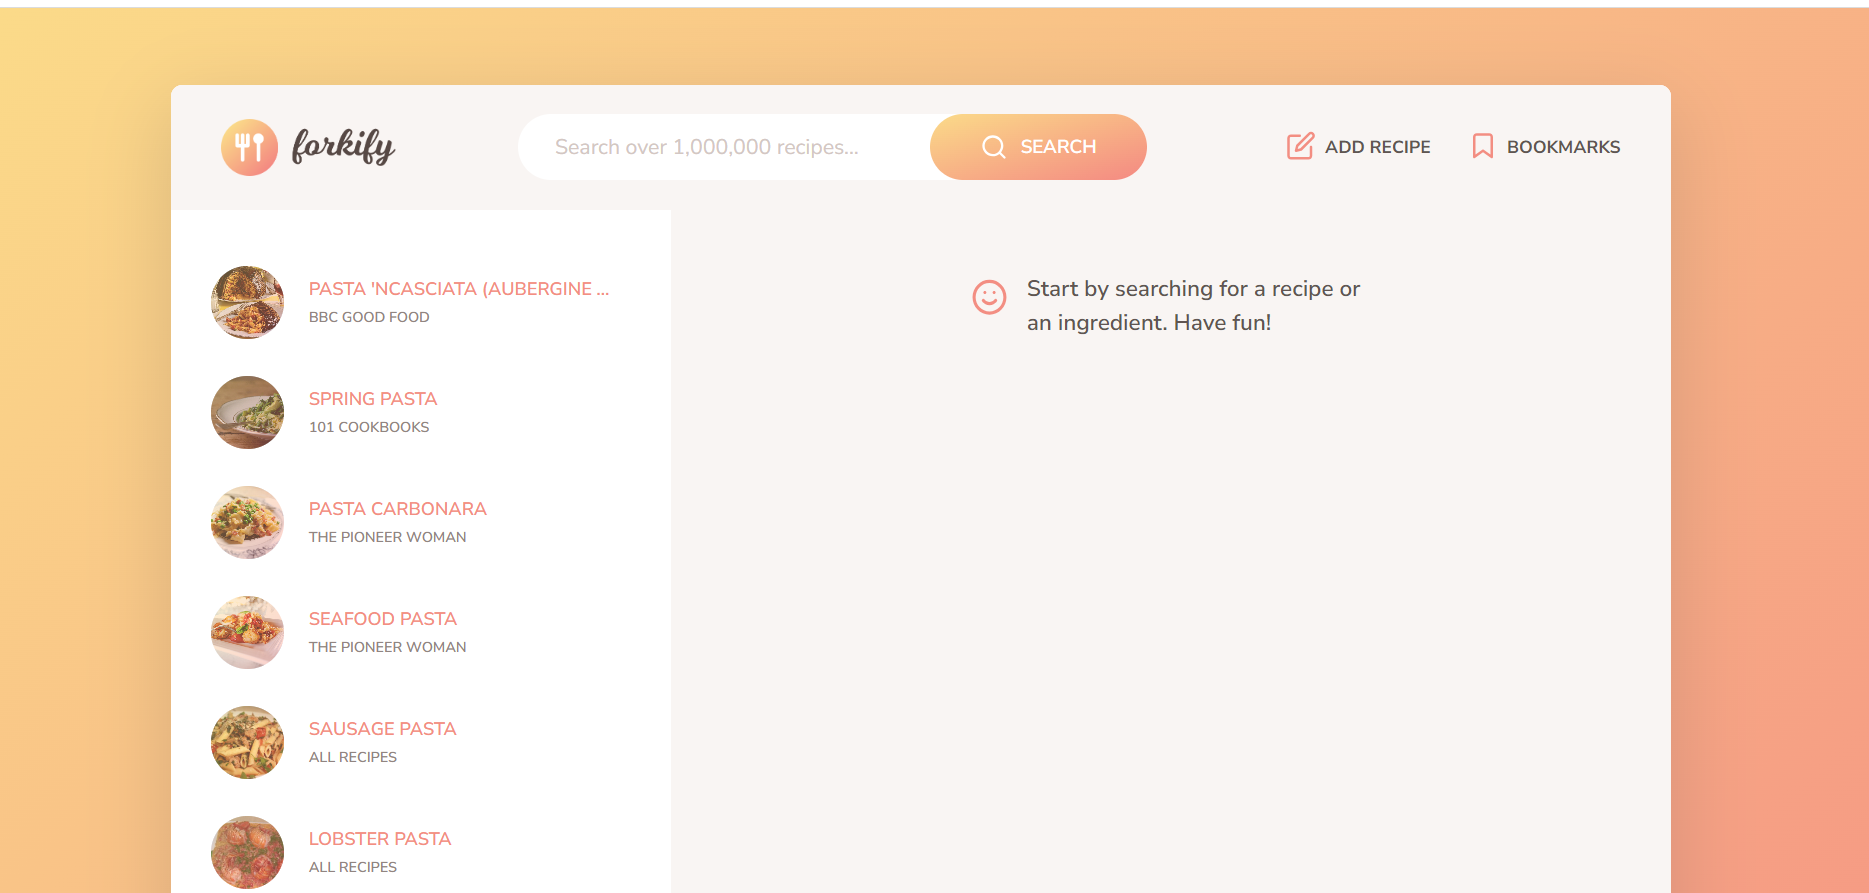 forkify
Search over 1,000,000 recipes...
SEARCH
ADD RECIPE
BOOKMARKS
PASTA 'NCASCIATA (AUBERGINE ...
BBC GOOD FOOD
SPRING PASTA
101 COOKBOOKS
PASTA CARBONARA
THE PIONEER WOMAN
SEAFOOD PASTA
THE PIONEER WOMAN
SAUSAGE PASTA
ALL RECIPES
LOBSTER PASTA
ALL RECIPES
Start by searching for a recipe or
an ingredient. Have fun!